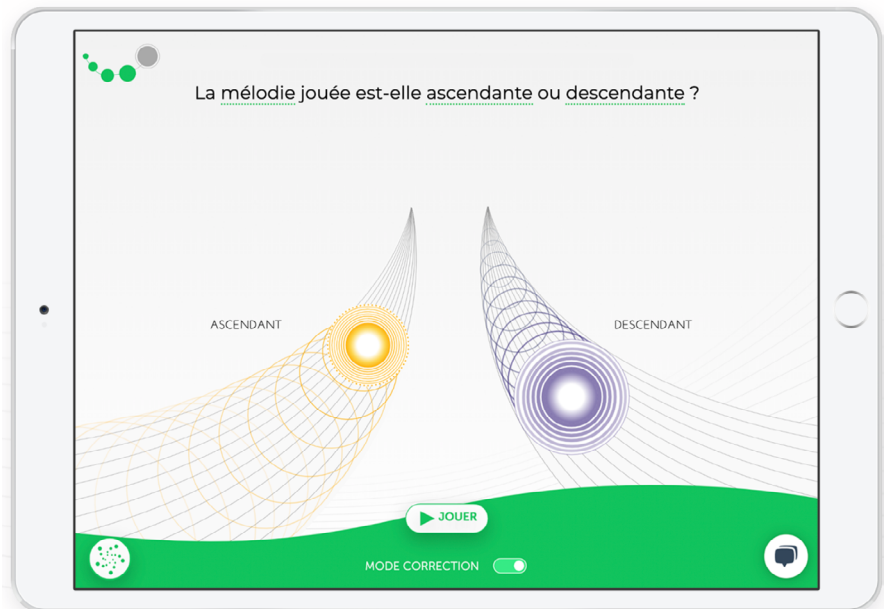 La mélodie jouée est-elle ascendante ou descendante ?
ASCENDANT
DESCENDANT
JOUER
MODE CORRECTION